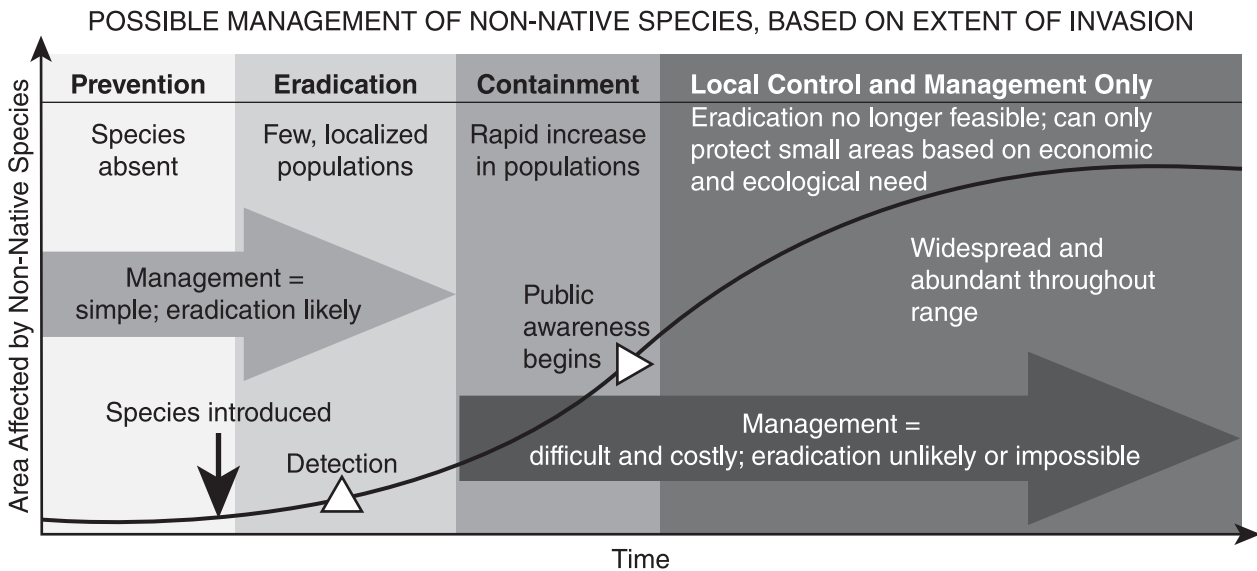 POSSIBLE MANAGEMENT OF NON-NATIVE SPECIES, BASED ON EXTENT OF INVASION
Area Affected by Non-Native Species
Prevention
Species
absent
Eradication
Few, localized
populations
Containment
Rapid increase
in populations
Local Control and Management Only
Eradication no longer feasible; can only
protect small areas based on economic
and ecological need
Management =
simple; eradication likely
Public
awareness
begins
Widespread and
abundant throughout
range
Species introduced
Detection
Management =
difficult and costly; eradication unlikely or impossible
Time